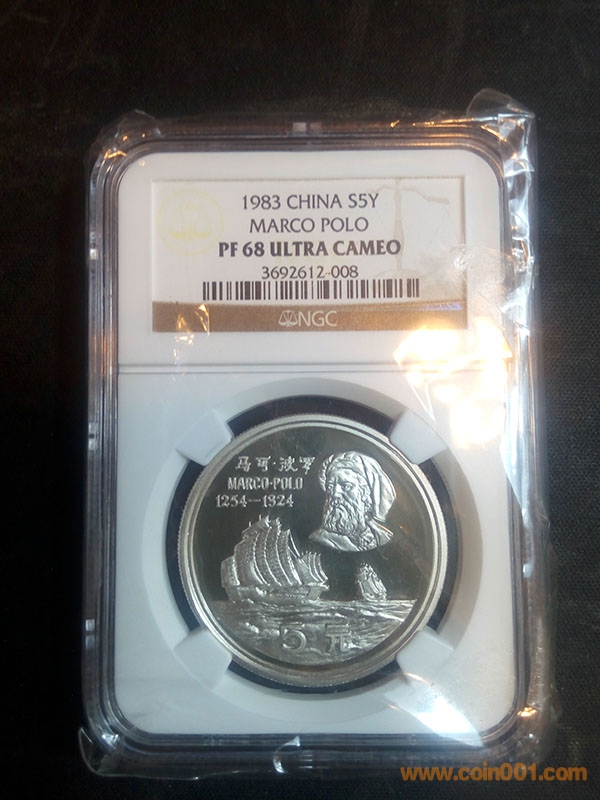 1983 CHINA S5Y
MARCO POLO
PF 68 ULTRA CAMEO
3692612-008
NGC
马可·波罗
MARCO·POLO
1254—1324
5元
www.coin001.com